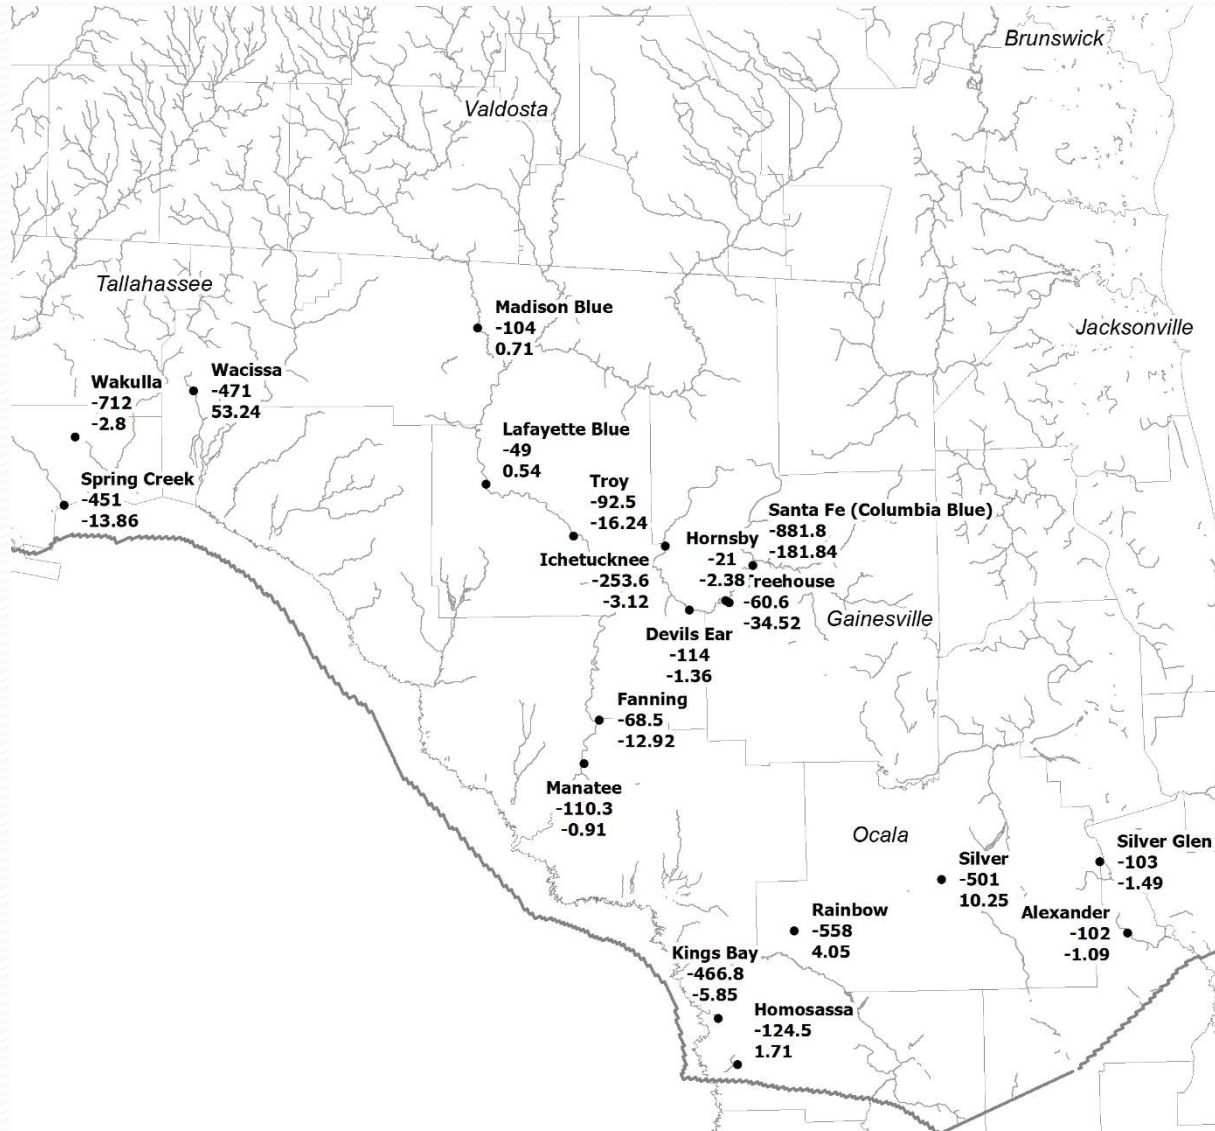 Brunswick
Valdosta
Tallahassee
Jacksonville
Madison Blue
-104
0.71
Wacissa
-471
53.24
Wakulla
-712
-2.8
Lafayette Blue
-49
0.54
Spring Creek
-451
-13.86
Troy
-92.5
-16.24
Santa Fe (Columbia Blue)
-881.8
-181.84
Hornsby
-21
-2.38
Ichetucknee
-253.6
-3.12
reehouse
-60.6
-34.52
Gainesville
Devils Ear
-114
-1.36
Fanning
-68.5
-12.92
Manatee
-110.3
-0.91
Ocala
Silver Glen
-103
-1.49
Silver
-501
10.25
Rainbow
-558
4.05
Alexander
-102
-1.09
Kings Bay
-466.8
-5.85
Homosassa
-124.5
1.71